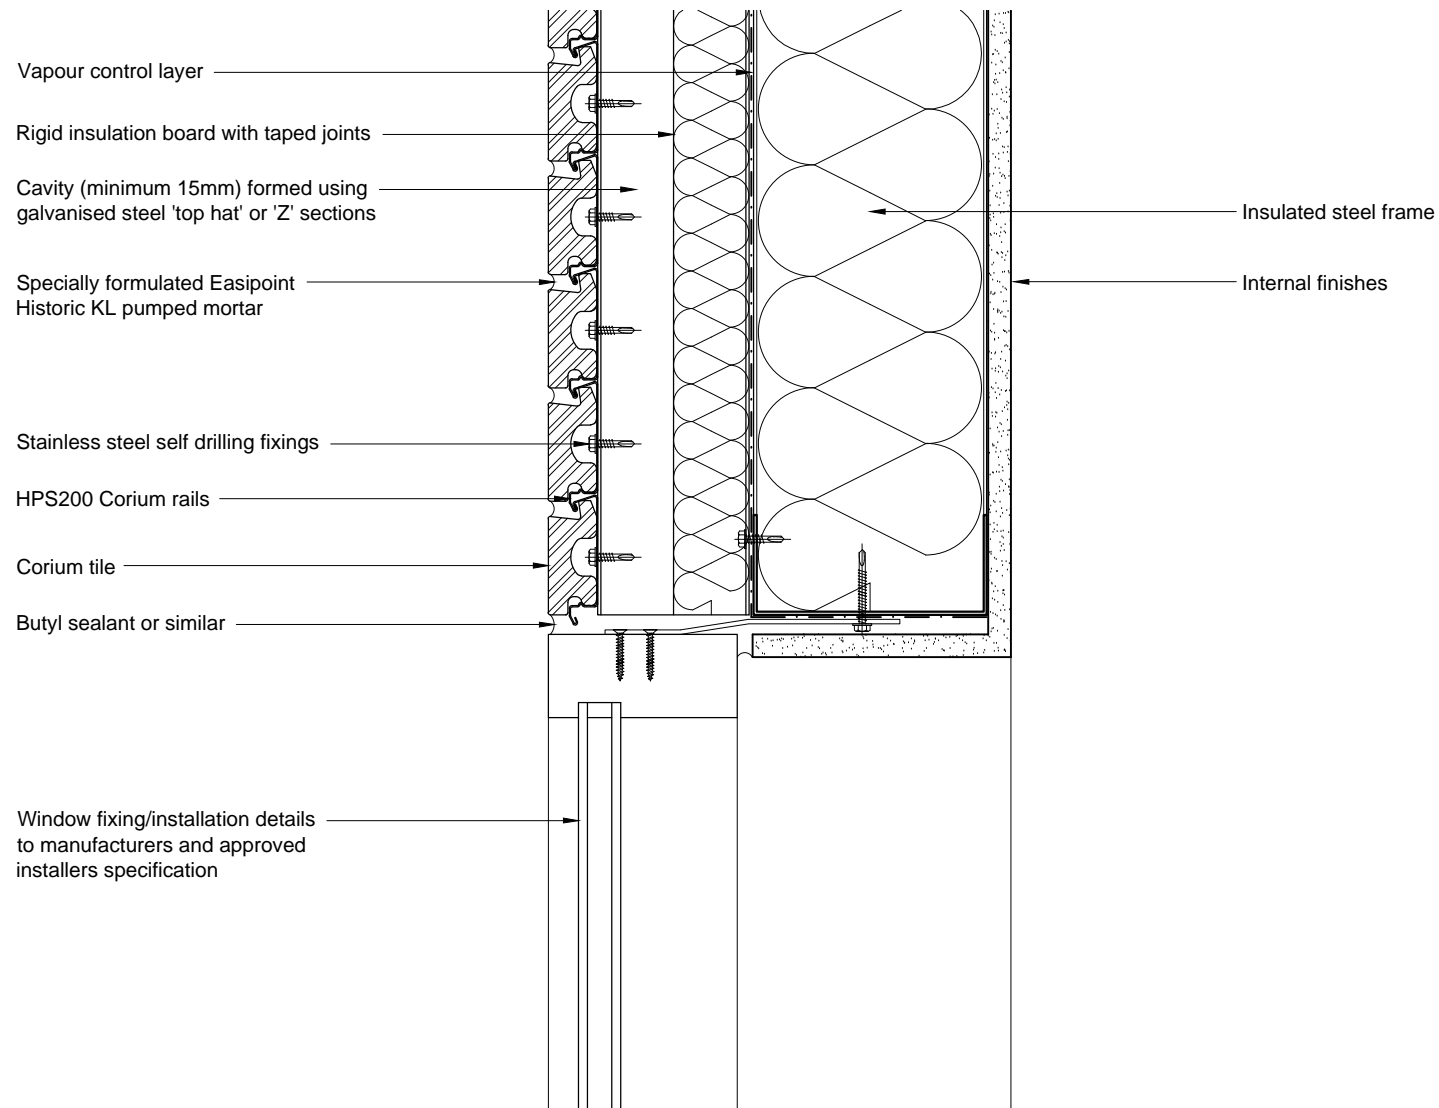 Vapour control layer
Rigid insulation board with taped joints
Cavity (minimum 15mm) formed using
galvanised steel 'top hat' or 'Z' sections
Specially formulated Easipoint
Historic KL pumped mortar
Stainless steel self drilling fixings
HPS200 Corium rails
Corium tile
Butyl sealant or similar
Window fixing/installation details
to manufacturers and approved
installers specification
Insulated steel frame
Internal finishes